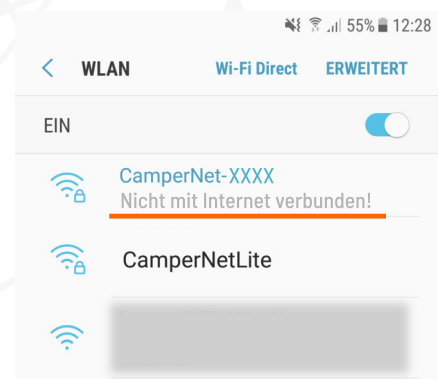 55% 12:28
WLAN Wi-Fi Direct ERWEITERT
EIN
CamperNet-XXXX
Nicht mit Internet verbunden!
CamperNetLite